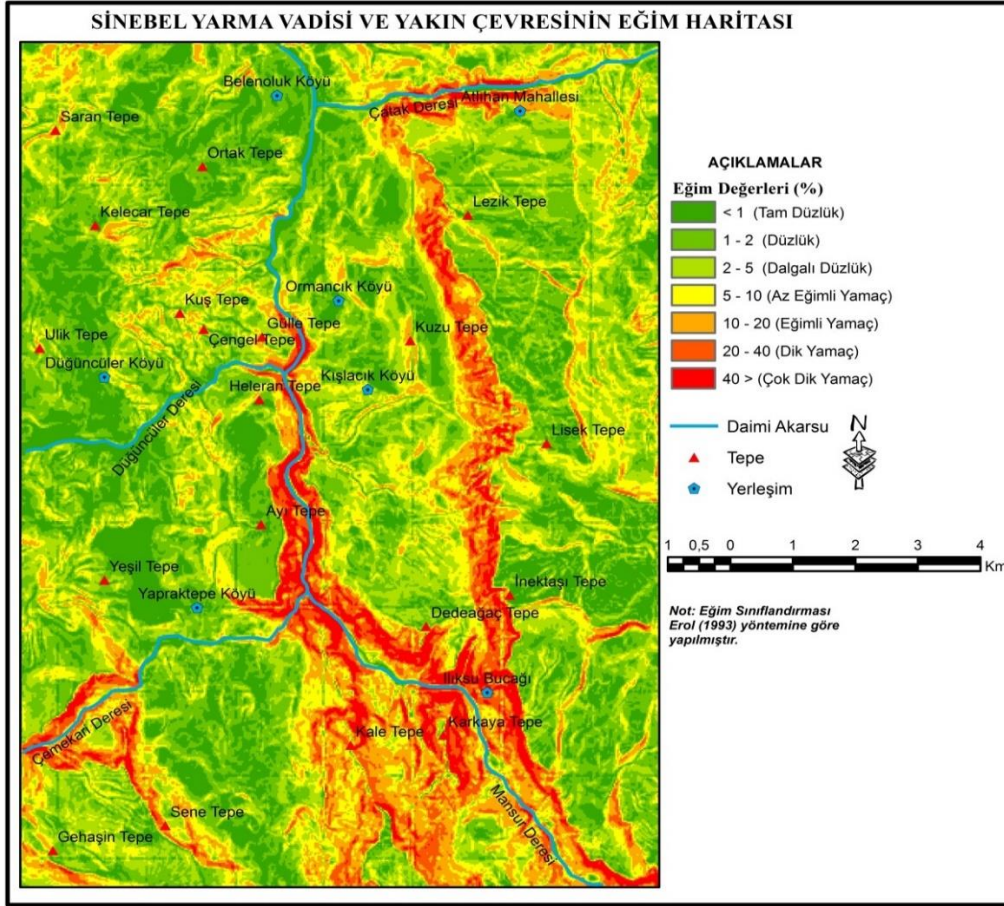 SİNEBEL YARMA VADİSİ VE YAKIN ÇEVRESİNİN EĞİM HARİTASI
Belenoluk Köyü
Çatak Deresi
Atlıhan Mahallesi
Saran Tepe
Ortak Tepe
Kelecar Tepe
Lezik Tepe
Ormancık Köyü
Kuş Tepe
Gülle Tepe
Çengel Tepe
Kuzu Tepe
Ulik Tepe
Düğüncüler Köyü
Heleran Tepe
Kışlacık Köyü
Düğüncüler Deresi
Lisek Tepe
Ayı Tepe
Yeşil Tepe
Yapraktepe Köyü
İnektaşı Tepe
Dedeağaç Tepe
Ilıksu Bucağı
Çemekari Deresi
Kale Tepe
Karkaya Tepe
Mansur Deresi
Sene Tepe
Gehaşin Tepe
AÇIKLAMALAR
Eğim Değerleri (%)
< 1 (Tam Düzlük)
1 - 2 (Düzlük)
2 - 5 (Dalgalı Düzlük)
5 - 10 (Az Eğimli Yamaç)
10 - 20 (Eğimli Yamaç)
20 - 40 (Dik Yamaç)
40 > (Çok Dik Yamaç)
Daimi Akarsu
N
Tepe
Yerleşim
1 0,5 0 1 2 3 4
Km
Not: Eğim Sınıflandırması
Erol (1993) yöntemine göre
yapılmıştır.